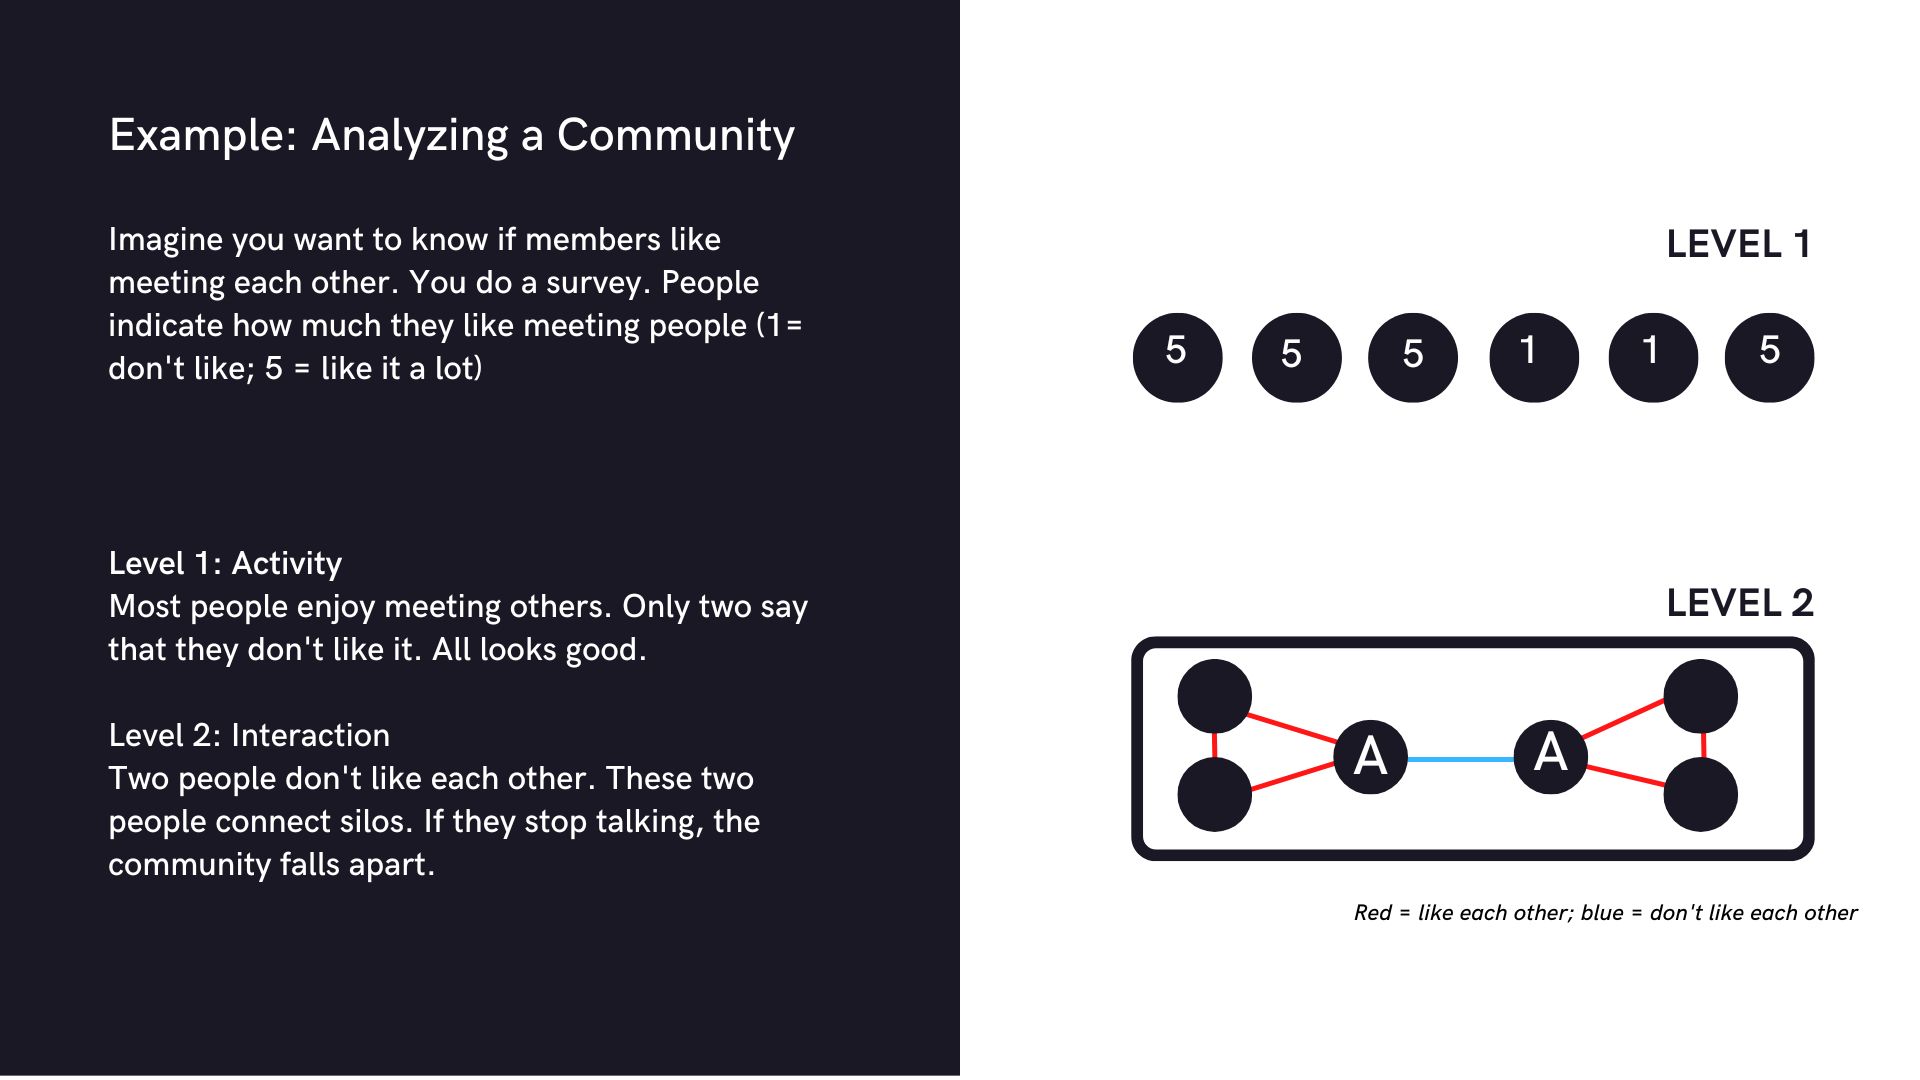 Example: Analyzing a Community
Imagine you want to know if members like
meeting each other. You do a survey. People
indicate how much they like meeting people (1=
don't like; 5 = like it a lot)
Level 1: Activity
Most people enjoy meeting others. Only two say
that they don't like it. All looks good.
Level 2: Interaction
Two people don't like each other. These two
people connect silos. If they stop talking, the
community falls apart.
LEVEL 1
5 5 5 1 1 5
LEVEL 2
A A
Red = like each other; blue = don't like each other